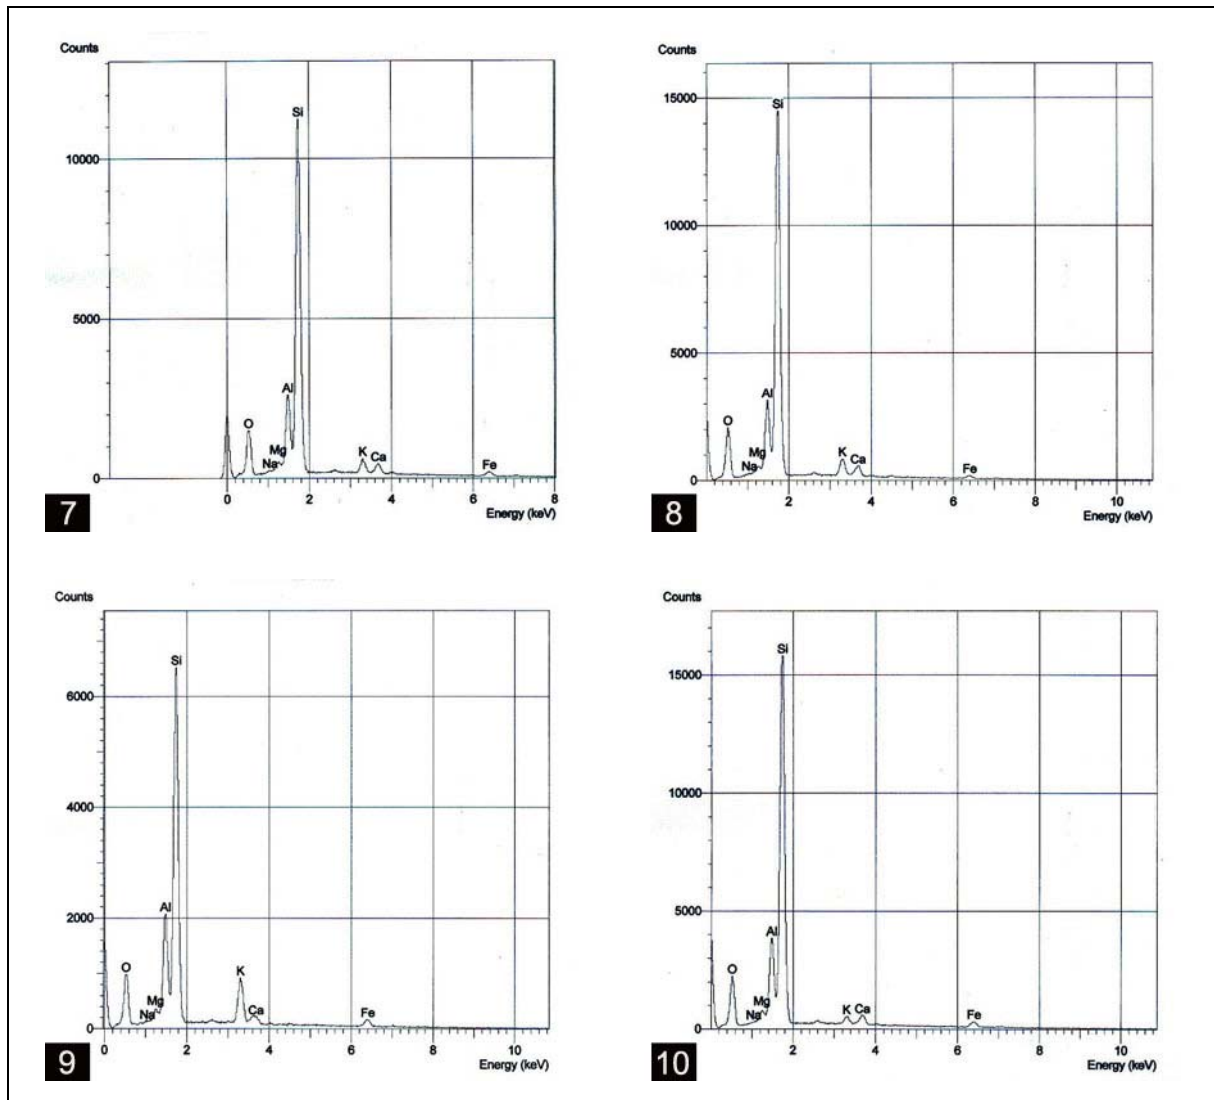 Counts
Si
10000
5000
Al
O
Mg
Na
K
Ca
Fe
0
0
2
4
6
8
Energy (keV)
7
Counts
15000
Si
10000
5000
Al
O
Mg
Na
K
Ca
Fe
0
2
4
6
8
10
Energy (keV)
8
Counts
Si
6000
4000
2000
Al
O
Mg
Na
K
Ca
Fe
0
0
2
4
6
8
10
Energy (keV)
9
Counts
Si
15000
10000
5000
Al
O
Mg
Na
K
Ca
Fe
0
2
4
6
8
10
Energy (keV)
10